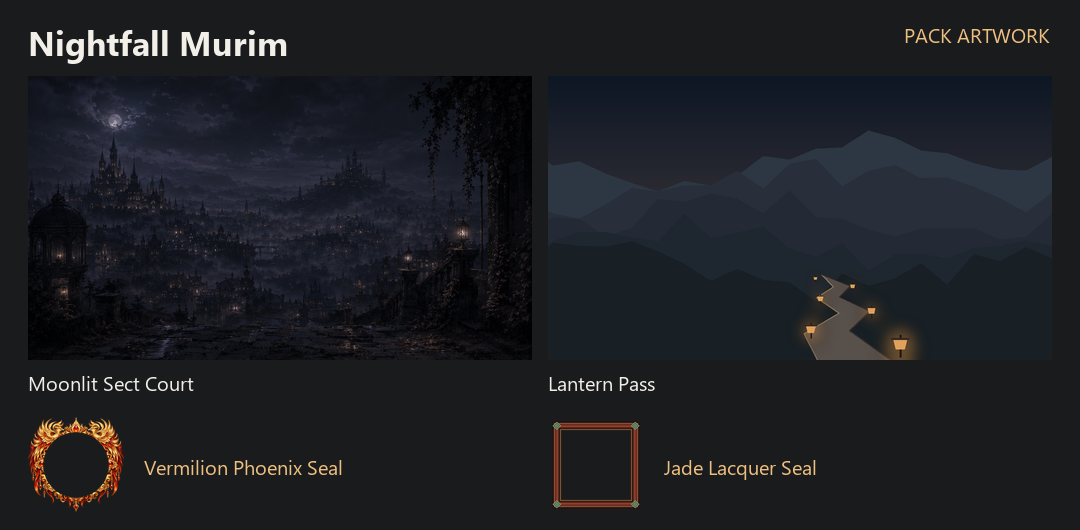 Nightfall Murim
PACK ARTWORK
Moonlit Sect Court
Lantern Pass
Vermilion Phoenix Seal
Jade Lacquer Seal